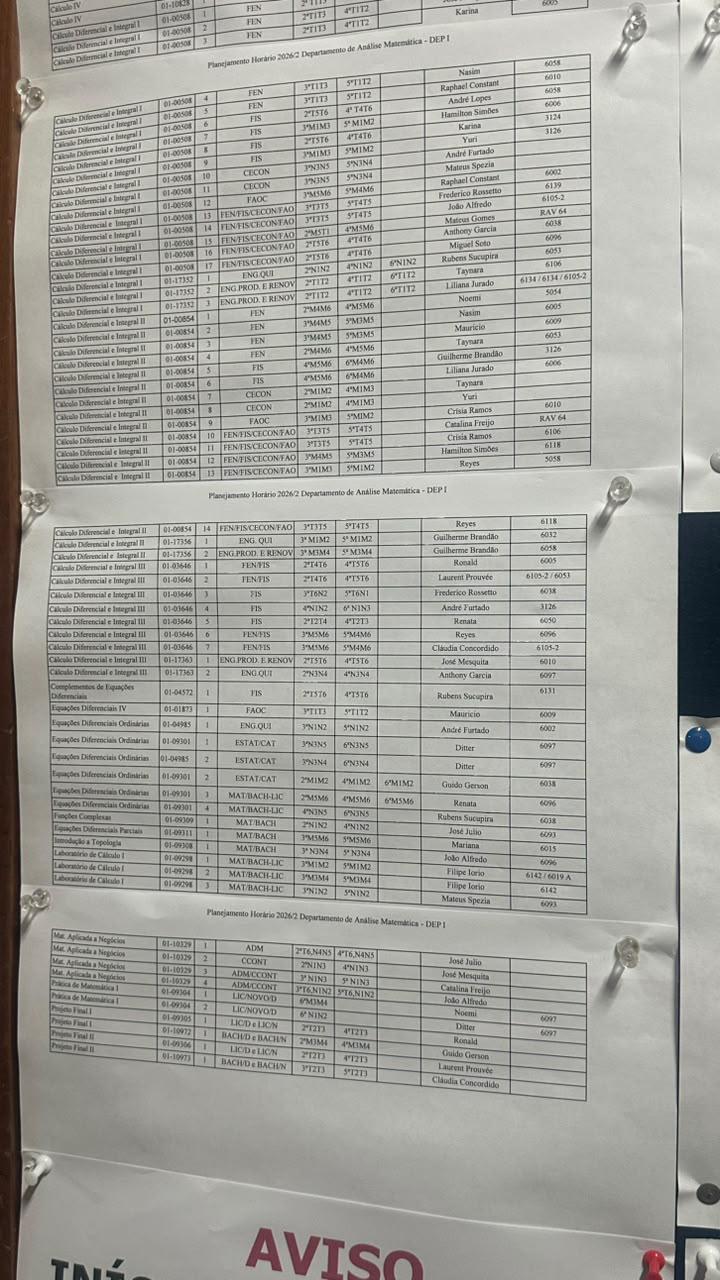 Cálculo IV 01-10828 1 FEN 2ªT1T3 4ªT1T2 Karina 6005
Cálculo Diferencial e Integral I 01-00508 2 FEN 2ªT1T3 4ªT1T2
Cálculo Diferencial e Integral I 01-00508 3 FEN
Planejamento Horário 2026/2 Departamento de Análise Matemática - DEP I
Cálculo Diferencial e Integral I 01-00508 4 FEN 3ªT1T3 5ªT1T2 Nasim 6058
Cálculo Diferencial e Integral I 01-00508 5 FEN 3ªT1T3 5ªT1T2 Raphael Constant 6010
Cálculo Diferencial e Integral I 01-00508 6 FIS 2ªT5T6 4ª T4T6 André Lopes 6058
Cálculo Diferencial e Integral I 01-00508 7 FIS 3ªM1M3 5ª M1M2 Hamilton Simões 6006
Cálculo Diferencial e Integral I 01-00508 8 FIS 2ªT5T6 4ªT4T6 Karina 3124
Cálculo Diferencial e Integral I 01-00508 9 FIS 3ªM1M3 5ªM1M2 Yuri 3126
Cálculo Diferencial e Integral I 01-00508 10 CECON 3ªN3N5 5ªN3N4 André Furtado
Cálculo Diferencial e Integral I 01-00508 11 CECON 3ªN3N5 5ªN3N4 Mateus Spezia
Cálculo Diferencial e Integral I 01-00508 12 FAOC 3ªM5M6 5ªM4M6 Raphael Constant 6002
Cálculo Diferencial e Integral I 01-00508 13 FEN/FIS/CECON/FAO 3ªT3T5 5ªT4T5 Frederico Rossetto 6139
Cálculo Diferencial e Integral I 01-00508 14 FEN/FIS/CECON/FAO 3ªT3T5 5ªT4T5 João Alfredo 6105-2
Cálculo Diferencial e Integral I 01-00508 15 FEN/FIS/CECON/FAO 2ªM5T1 4ªM5M6 Mateus Gomes RAV 64
Cálculo Diferencial e Integral I 01-00508 16 FEN/FIS/CECON/FAO 2ªT5T6 4ªT4T6 Anthony Garcia 6038
Cálculo Diferencial e Integral I 01-00508 17 FEN/FIS/CECON/FAO 2ªT5T6 4ªT5T6 Miguel Soto 6096
Cálculo Diferencial e Integral I 01-17352 1 ENG.QUI 2ªN1N2 4ªN1N2 6ªN1N2 Rubens Sucupira 6053
Cálculo Diferencial e Integral I 01-17352 2 ENG.PROD. E RENOV 2ªT1T2 4ªT1T2 6ªT1T2 Taynara 6106
Cálculo Diferencial e Integral I 01-17352 3 ENG.PROD. E RENOV 2ªT1T2 4ªT1T2 6ªT1T2 Liliana Jurado 6134 / 6134 / 6105-2
Cálculo Diferencial e Integral II 01-00854 1 FEN 2ªM4M6 4ªM5M6 Noemi 5054
Cálculo Diferencial e Integral II 01-00854 2 FEN 3ªM4M5 5ªM3M5 Nasim 6005
Cálculo Diferencial e Integral II 01-00854 3 FEN 3ªM4M5 5ªM3M5 Mauricio 6009
Cálculo Diferencial e Integral II 01-00854 4 FEN 2ªM4M6 4ªM5M6 Taynara 6053
Cálculo Diferencial e Integral II 01-00854 5 FIS 4ªM5M6 6ªM4M6 Guilherme Brandão 3126
Cálculo Diferencial e Integral II 01-00854 6 FIS 4ªM5M6 6ªM4M6 Liliana Jurado 6006
Cálculo Diferencial e Integral II 01-00854 7 CECON 2ªM1M2 4ªM1M3 Taynara
Cálculo Diferencial e Integral II 01-00854 8 CECON 2ªM1M2 4ªM1M3 Yuri
Cálculo Diferencial e Integral II 01-00854 9 FAOC 3ªM1M3 5ªM1M2 Crisia Ramos 6010
Cálculo Diferencial e Integral II 01-00854 10 FEN/FIS/CECON/FAO 3ªT3T5 5ªT4T5 Catalina Freijo RAV 64
Cálculo Diferencial e Integral II 01-00854 11 FEN/FIS/CECON/FAO 3ªT3T5 5ªT4T5 Crisia Ramos 6106
Cálculo Diferencial e Integral II 01-00854 12 FEN/FIS/CECON/FAO 3ªM4M5 5ªM3M5 Hamilton Simões 6118
Cálculo Diferencial e Integral II 01-00854 13 FEN/FIS/CECON/FAO 3ªM1M3 5ªM1M2 Reyes 5058
Planejamento Horário 2026/2 Departamento de Análise Matemática - DEP I
Cálculo Diferencial e Integral II 01-00854 14 FEN/FIS/CECON/FAO 3ªT3T5 5ªT4T5 Reyes 6118
Cálculo Diferencial e Integral II 01-17356 1 ENG. QUI 3ª M1M2 5ª M1M2 Guilherme Brandão 6032
Cálculo Diferencial e Integral II 01-17356 2 ENG.PROD. E RENOV 3ª M3M4 5ª M3M4 Guilherme Brandão 6058
Cálculo Diferencial e Integral III 01-03646 1 FEN/FIS 2ªT4T6 4ªT5T6 Ronald 6005
Cálculo Diferencial e Integral III 01-03646 2 FEN/FIS 2ªT4T6 4ªT5T6 Laurent Prouvée 6105-2 / 6053
Cálculo Diferencial e Integral III 01-03646 3 FIS 3ªT6N2 5ªT6N1 Frederico Rossetto 6038
Cálculo Diferencial e Integral III 01-03646 4 FIS 4ªN1N2 6ª N1N3 André Furtado 3126
Cálculo Diferencial e Integral III 01-03646 5 FIS 2ªT2T4 4ªT2T3 Renata 6050
Cálculo Diferencial e Integral III 01-03646 6 FEN/FIS 3ªM5M6 5ªM4M6 Reyes 6096
Cálculo Diferencial e Integral III 01-03646 7 FEN/FIS 3ªM5M6 5ªM4M6 Cláudia Concordido 6105-2
Cálculo Diferencial e Integral III 01-17363 1 ENG.PROD. E RENOV 2ªT5T6 4ªT5T6 José Mesquita 6010
Cálculo Diferencial e Integral III 01-17363 2 ENG.QUI 2ªN3N4 4ªN3N4 Anthony Garcia 6097
Complementos de Equações Diferenciais 01-04572 1 FIS 2ªT5T6 4ªT5T6 Rubens Sucupira 6131
Equações Diferenciais IV 01-01873 1 FAOC 3ªT1T3 5ªT1T2 Mauricio 6009
Equações Diferenciais Ordinárias 01-04985 1 ENG.QUI 3ªN1N2 5ªN1N2 André Furtado 6002
Equações Diferenciais Ordinárias 01-09301 1 ESTAT/CAT 3ªN3N5 6ªN3N5 Ditter 6097
Equações Diferenciais Ordinárias 01-04985 2 ESTAT/CAT 3ªN3N4 6ªN3N4 Ditter 6097
Equações Diferenciais Ordinárias 01-09301 2 ESTAT/CAT 2ªM1M2 4ªM1M2 6ªM1M2 Guido Gerson 6038
Equações Diferenciais Ordinárias 01-09301 3 MAT/BACH-LIC 2ªM5M6 4ªM5M6 6ªM5M6 Renata 6096
Equações Diferenciais Ordinárias 01-09301 4 MAT/BACH-LIC 4ªN3N5 6ªN3N5 Rubens Sucupira 6038
Funções Complexas 01-09309 1 MAT/BACH 2ªN1N2 4ªN1N2 José Julio 6093
Equações Diferenciais Parciais 01-09311 1 MAT/BACH 3ªM5M6 5ªM5M6 Mariana 6015
Introdução a Topologia 01-09308 1 MAT/BACH 3ª N3N4 5ª N3N4 João Alfredo 6096
Laboratório de Cálculo I 01-09298 1 MAT/BACH-LIC 3ªM1M2 5ªM1M2 Filipe Iorio 6142 / 6019 A
Laboratório de Cálculo I 01-09298 2 MAT/BACH-LIC 3ªM3M4 5ªM3M4 Filipe Iorio 6142
Laboratório de Cálculo I 01-09298 3 MAT/BACH-LIC 3ªN1N2 5ªN1N2 Mateus Spezia 6093
Planejamento Horário 2026/2 Departamento de Análise Matemática - DEP I
Mat. Aplicada a Negócios 01-10329 1 ADM 2ªT6,N4N5 4ªT6,N4N5 José Julio
Mat. Aplicada a Negócios 01-10329 2 CCONT 2ªN1N3 4ªN1N3 José Mesquita
Mat. Aplicada a Negócios 01-10329 3 ADM/CCONT 3ª N1N3 5ª N1N3 Catalina Freijo
Mat. Aplicada a Negócios 01-10329 4 ADM/CCONT 3ªT6,N1N2 5ªT6,N1N2 João Alfredo
Prática de Matemática I 01-09304 1 LIC/NOVO/D 6ªM3M4 Noemi 6097
Prática de Matemática I 01-09304 2 LIC/NOVO/D 6ª N1N2 Ditter 6097
Projeto Final I 01-09305 1 LIC/D e LIC/N 2ªT2T3 4ªT2T3 Ronald
Projeto Final I 01-10972 1 BACH/D e BACH/N 2ªM3M4 4ªM3M4 Guido Gerson
Projeto Final II 01-09306 1 LIC/D e LIC/N 2ªT2T3 4ªT2T3 Laurent Prouvée
Projeto Final II 01-10973 1 BACH/D e BACH/N 3ªT2T3 5ªT2T3 Cláudia Concordido
AVISO